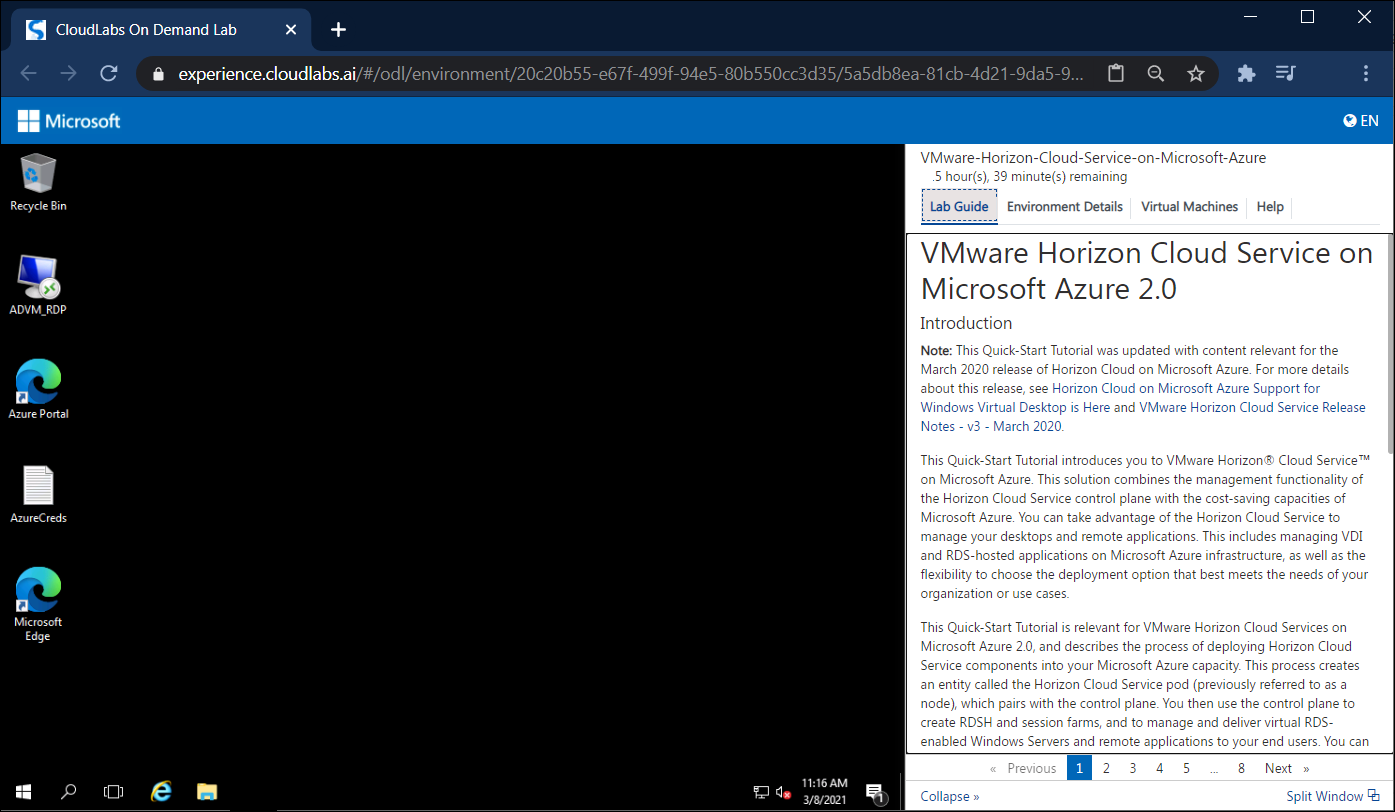 CloudLabs On Demand Lab
experience.cloudlabs.ai/#/odl/environment/20c20b55-e67f-499f-94e5-80b550cc3d35/5a5db8ea-81cb-4d21-9da5-9...
Microsoft
EN
Recycle Bin
ADVM_RDP
Azure Portal
AzureCreds
Microsoft
Edge
11:16 AM
3/8/2021
1
VMware-Horizon-Cloud-Service-on-Microsoft-Azure
.5 hour(s), 39 minute(s) remaining
Lab Guide Environment Details Virtual Machines Help
VMware Horizon Cloud Service on
Microsoft Azure 2.0
Introduction
Note: This Quick-Start Tutorial was updated with content relevant for the
March 2020 release of Horizon Cloud on Microsoft Azure. For more details
about this release, see Horizon Cloud on Microsoft Azure Support for
Windows Virtual Desktop is Here and VMware Horizon Cloud Service Release
Notes - v3 - March 2020.
This Quick-Start Tutorial introduces you to VMware Horizon® Cloud Service™
on Microsoft Azure. This solution combines the management functionality of
the Horizon Cloud Service control plane with the cost-saving capacities of
Microsoft Azure. You can take advantage of the Horizon Cloud Service to
manage your desktops and remote applications. This includes managing VDI
and RDS-hosted applications on Microsoft Azure infrastructure, as well as the
flexibility to choose the deployment option that best meets the needs of your
organization or use cases.
This Quick-Start Tutorial is relevant for VMware Horizon Cloud Services on
Microsoft Azure 2.0, and describes the process of deploying Horizon Cloud
Service components into your Microsoft Azure capacity. This process creates
an entity called the Horizon Cloud Service pod (previously referred to as a
node), which pairs with the control plane. You then use the control plane to
create RDSH and session farms, and to manage and deliver virtual RDS-
enabled Windows Servers and remote applications to your end users. You can
« Previous 1 2 3 4 5 ... 8 Next »
Collapse » Split Window